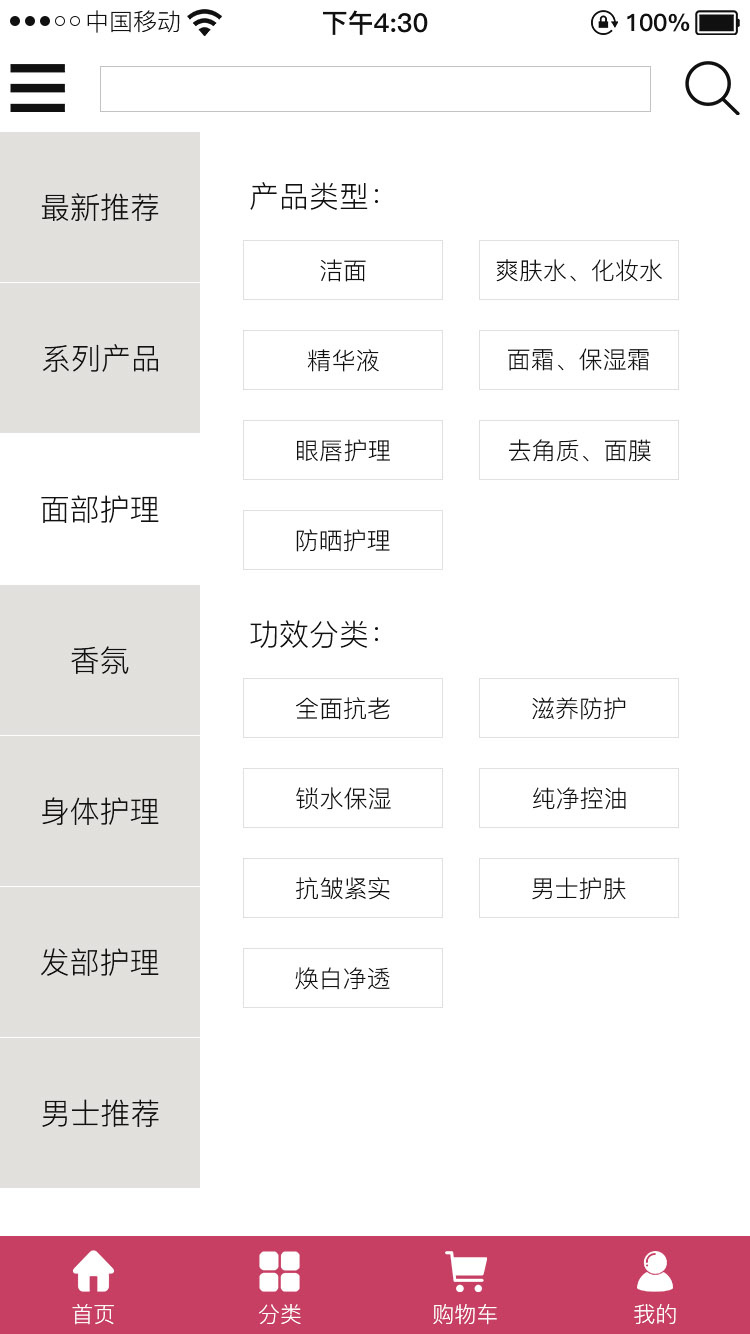 中国移动 下午4:30 100%
最新推荐
系列产品
面部护理
香氛
身体护理
发部护理
男士推荐
产品类型：
洁面 爽肤水、化妆水
精华液 面霜、保湿霜
眼唇护理 去角质、面膜
防晒护理
功效分类：
全面抗老 滋养防护
锁水保湿 纯净控油
抗皱紧实 男士护肤
焕白净透
首页 分类 购物车 我的